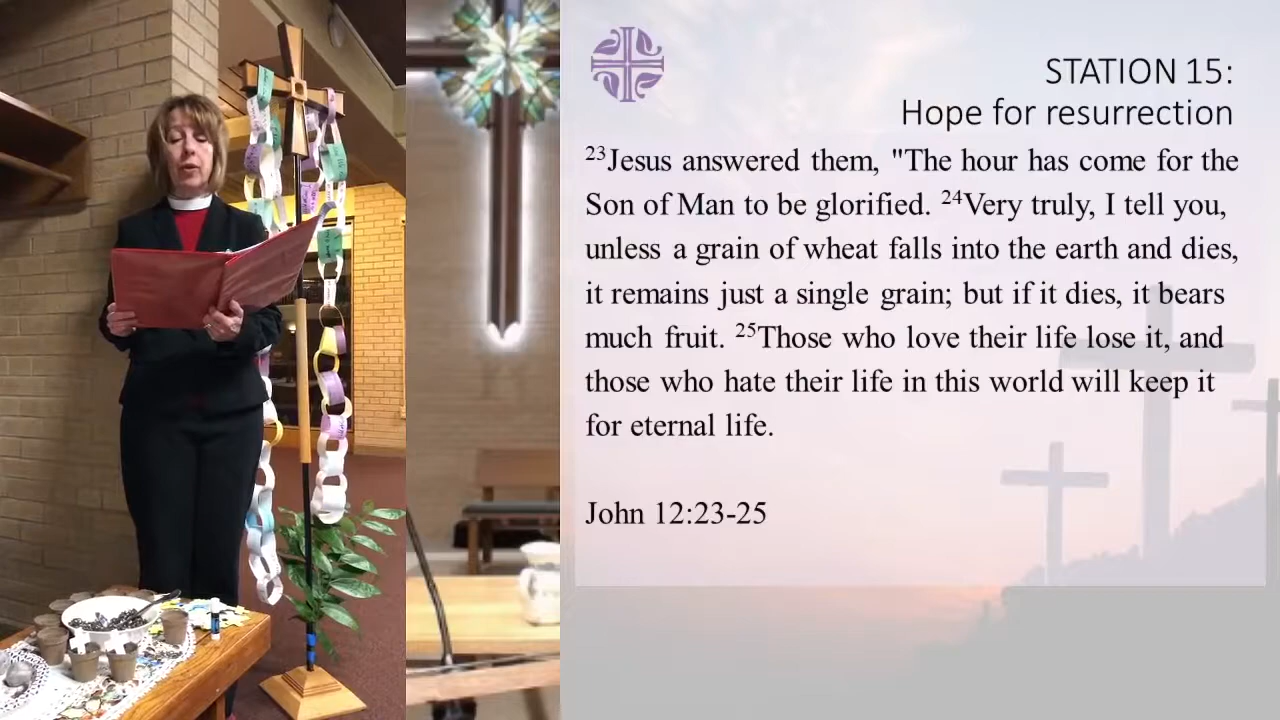 STATION 15:
Hope for resurrection
23Jesus answered them, "The hour has come for the
Son of Man to be glorified. 24Very truly, I tell you,
unless a grain of wheat falls into the earth and dies,
it remains just a single grain; but if it dies, it bears
much fruit. 25Those who love their life lose it, and
those who hate their life in this world will keep it
for eternal life.
John 12:23-25